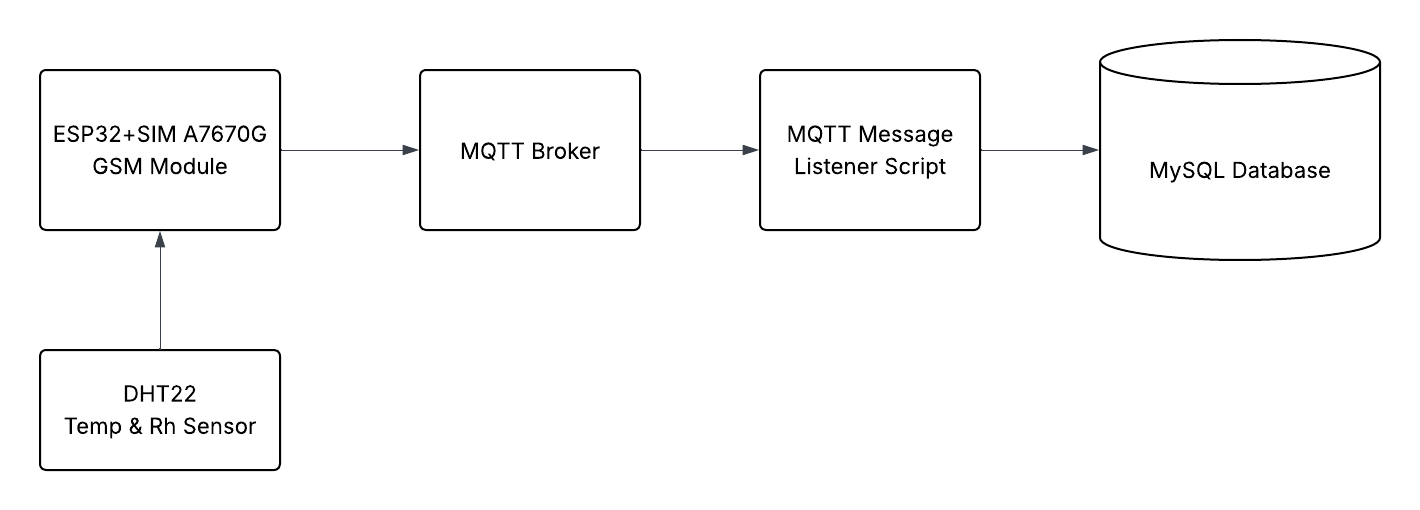 ESP32+SIM A7670G
GSM Module
MQTT Broker
MQTT Message
Listener Script
MySQL Database
DHT22
Temp & Rh Sensor